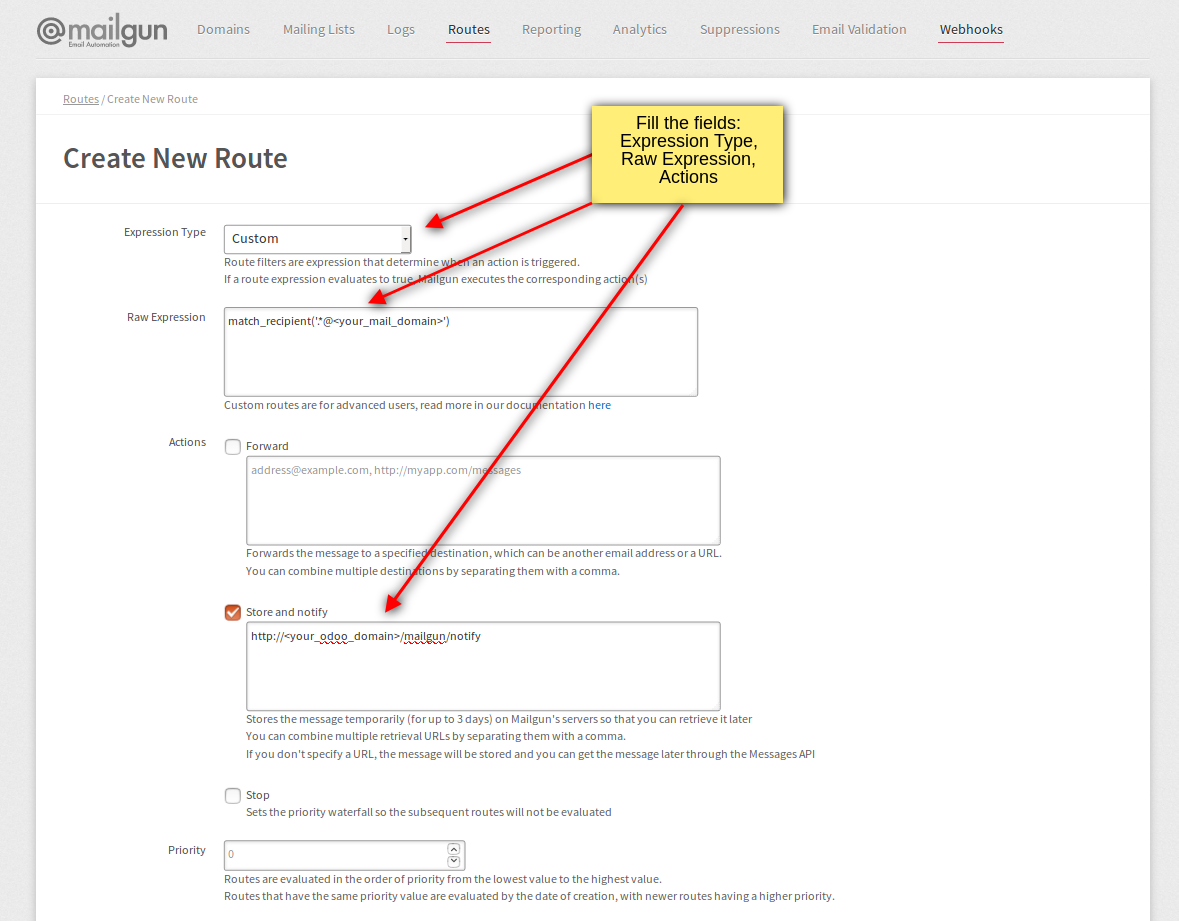 @mailgun
Email Automation
Domains Mailing Lists Logs Routes Reporting Analytics Suppressions Email Validation Webhooks
Routes / Create New Route
Fill the fields:
Expression Type,
Raw Expression,
Actions
Create New Route
Expression Type
Custom
Route filters are expression that determine when an action is triggered.
If a route expression evaluates to true, Mailgun executes the corresponding action(s)
Raw Expression
match_recipient('.*@<your_mail_domain>')
Custom routes are for advanced users, read more in our documentation here
Actions
Forward
address@example.com, http://myapp.com/messages
Forwards the message to a specified destination, which can be another email address or a URL.
You can combine multiple destinations by separating them with a comma.
Store and notify
http://<your_odoo_domain>/mailgun/notify
Stores the message temporarily (for up to 3 days) on Mailgun's servers so that you can retrieve it later
You can combine multiple retrieval URLs by separating them with a comma.
If you don't specify a URL, the message will be stored and you can get the message later through the Messages API
Stop
Sets the priority waterfall so the subsequent routes will not be evaluated
Priority
0
Routes are evaluated in the order of priority from the lowest value to the highest value.
Routes that have the same priority value are evaluated by the date of creation, with newer routes having a higher priority.